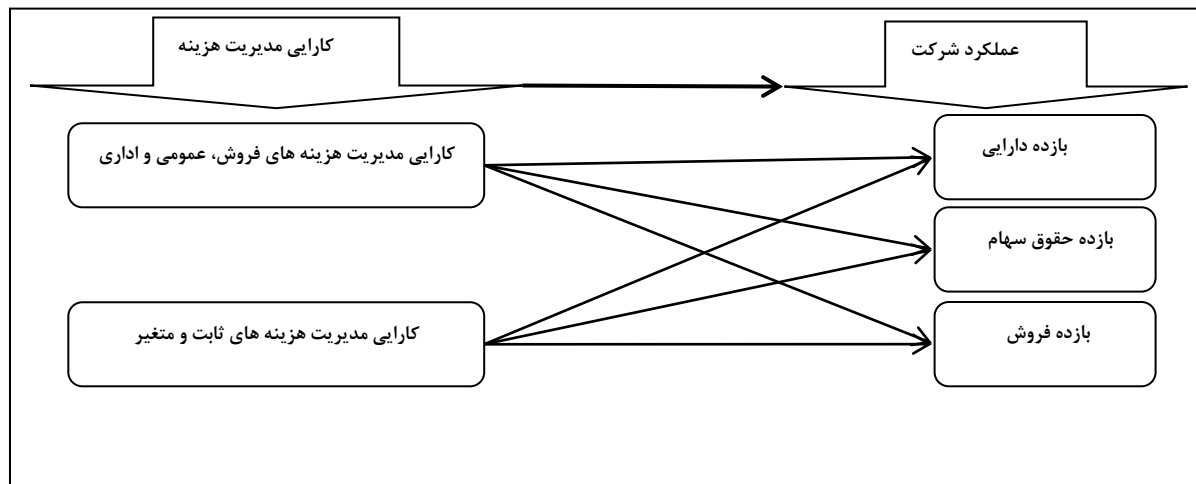 کارایی مدیریت هزینه
عملکرد شرکت
کارایی مدیریت هزینه های فروش، عمومی و اداری
کارایی مدیریت هزینه های ثابت و متغیر
بازده دارایی
بازده حقوق سهام
بازده فروش